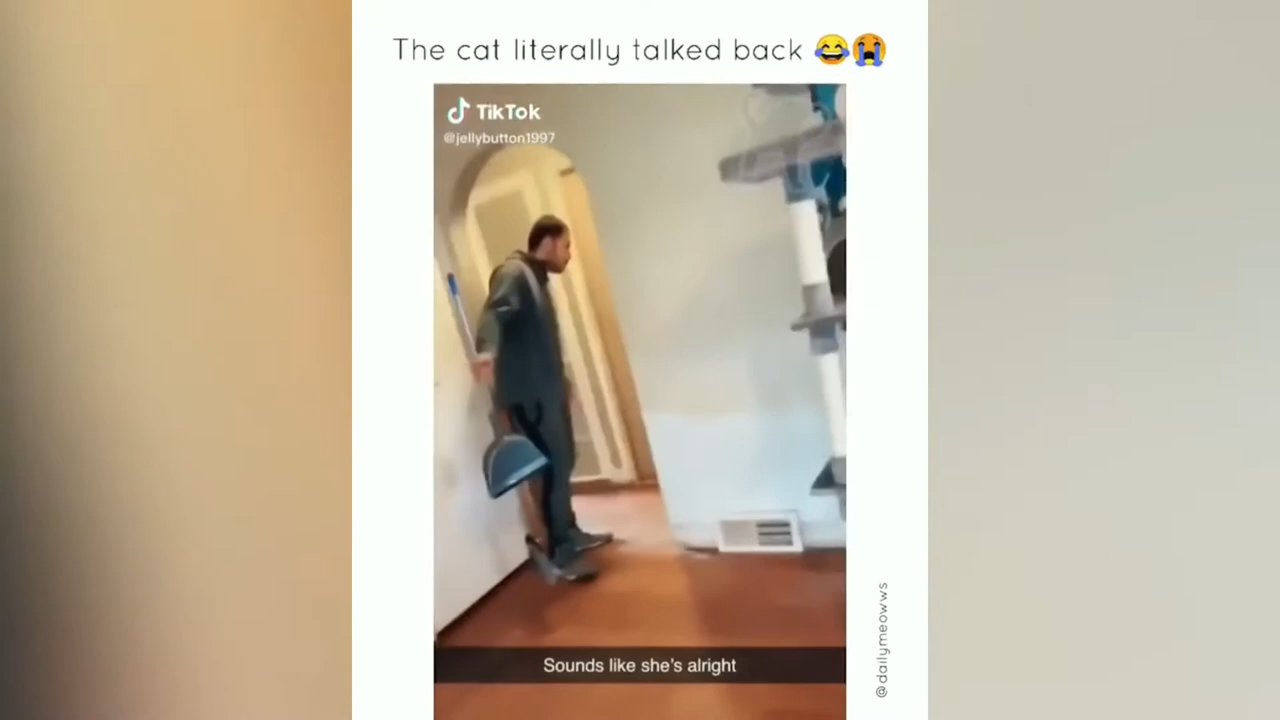 The cat literally talked back 😂😭
TikTok
@jellybutton1997
Sounds like she's alright
@dailymeowws